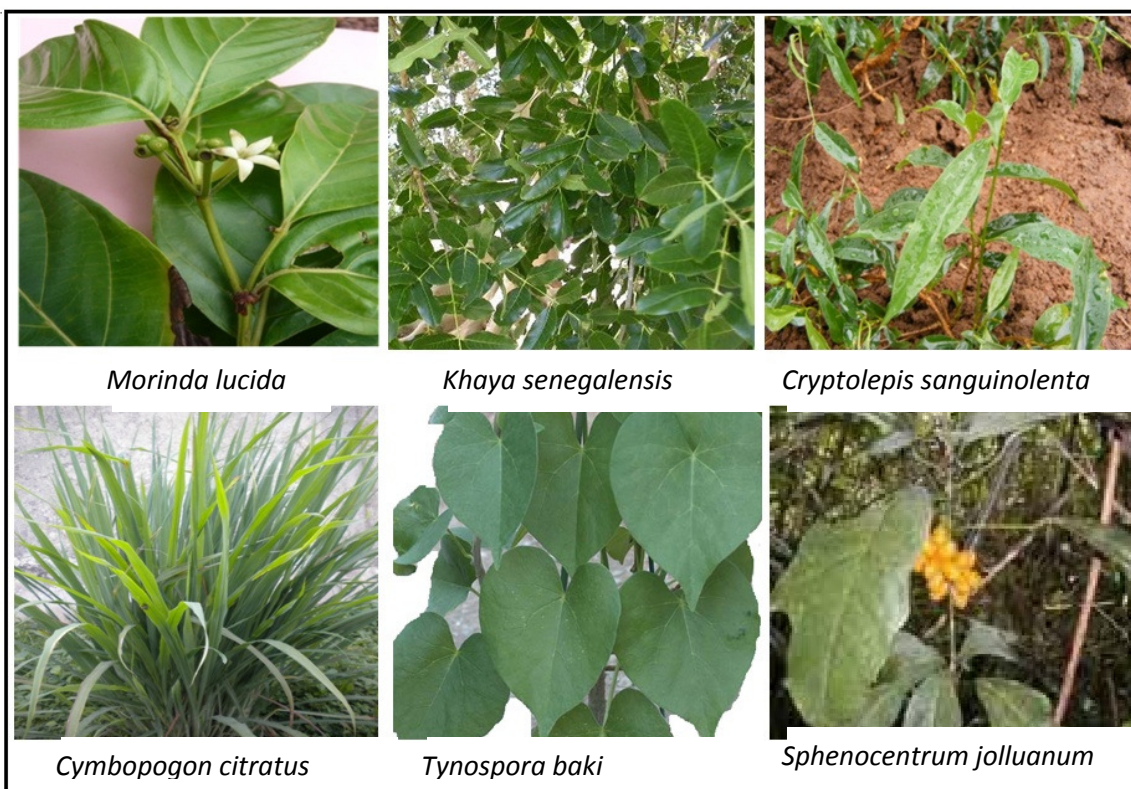 Morinda lucida
Khaya senegalensis
Cryptolepis sanguinolenta
Cymbopogon citratus
Tynospora baki
Sphenocentrum jolluanum